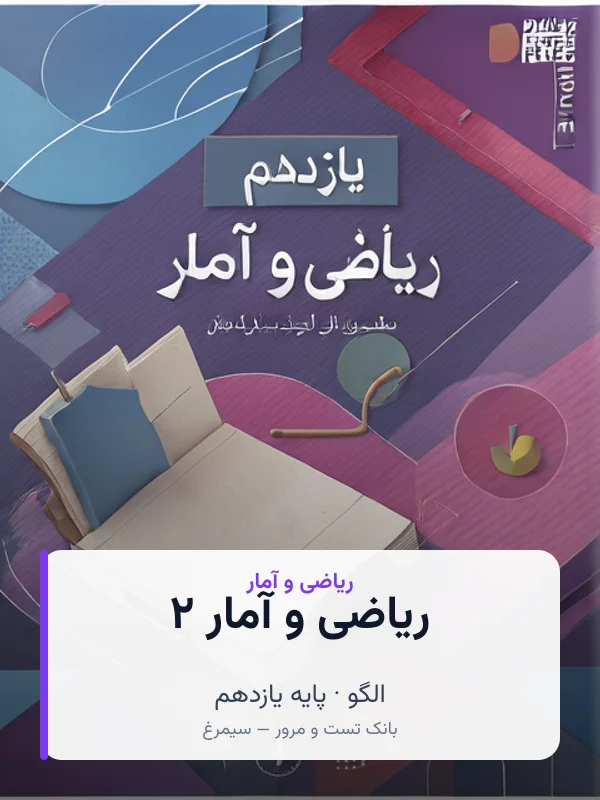 یازدهم
ریاضی و آمار
ریاضی و آمار
ریاضی و آمار ۲
الگو · پایه یازدهم
بانک تست و مرور – سیمرغ